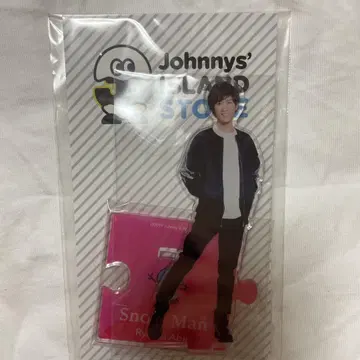 Johnnys'
ISLAND
STORE
Snow Man